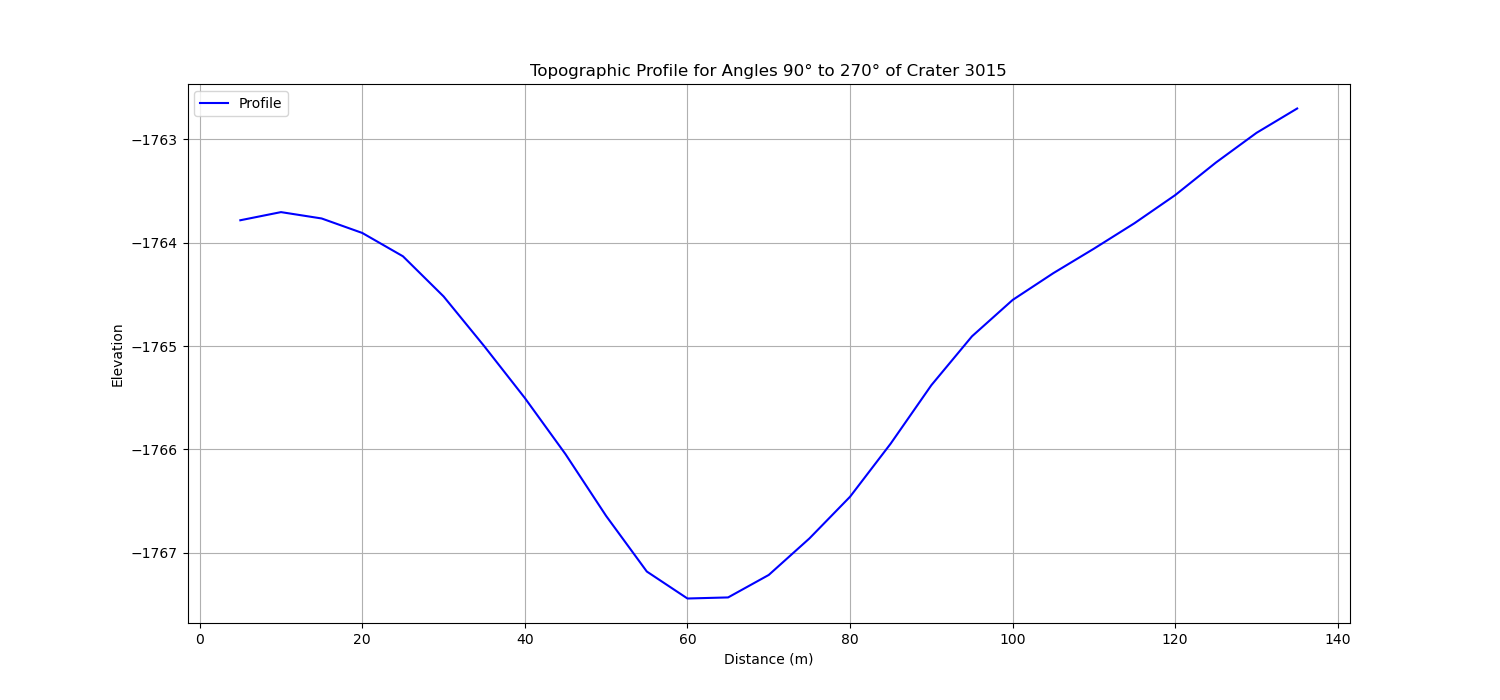 Topographic Profile for Angles 90° to 270° of Crater 3015
Profile
−1763
−1764
−1765
−1766
−1767
Elevation
0 20 40 60 80 100 120 140
Distance (m)